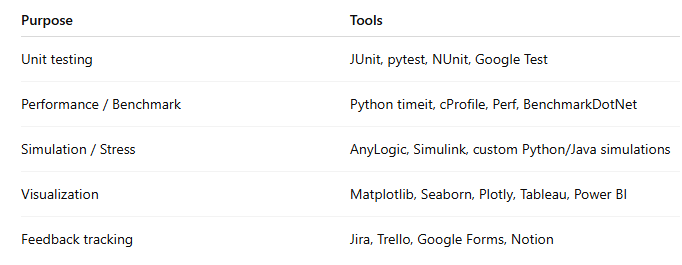 Purpose Tools
Unit testing JUnit, pytest, NUnit, Google Test
Performance / Benchmark Python timeit, cProfile, Perf, BenchmarkDotNet
Simulation / Stress AnyLogic, Simulink, custom Python/Java simulations
Visualization Matplotlib, Seaborn, Plotly, Tableau, Power BI
Feedback tracking Jira, Trello, Google Forms, Notion